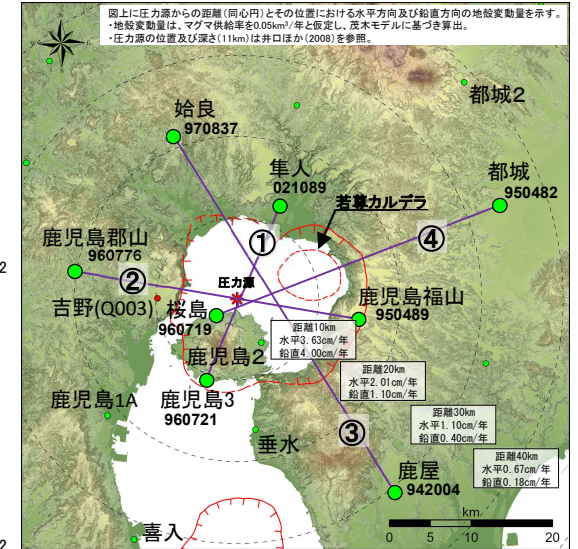 図上に圧力源からの距離(同心円)とその位置における水平方向及び鉛直方向の地殻変動量を示す。
・地殻変動量は、マグマ供給率を0.05km³/年と仮定し、茂木モデルに基づき算出。
・圧力源の位置及び深さ(11km)は井口ほか(2008)を参照。
都城2
姶良
970837
隼人
021089
都城
950482
若尊カルデラ
①
④
鹿児島郡山
960776
②
2
圧力源
吉野(Q003)
桜島
960719
鹿児島福山
950489
距離10km
水平3.63cm/年
鉛直4.00cm/年
鹿児島2
距離20km
水平2.01cm/年
鉛直1.10cm/年
鹿児島1A
鹿児島3
960721
距離30km
水平1.10cm/年
鉛直0.40cm/年
垂水
③
距離40km
水平0.67cm/年
鉛直0.18cm/年
鹿屋
942004
km
0 10 20
喜入
2